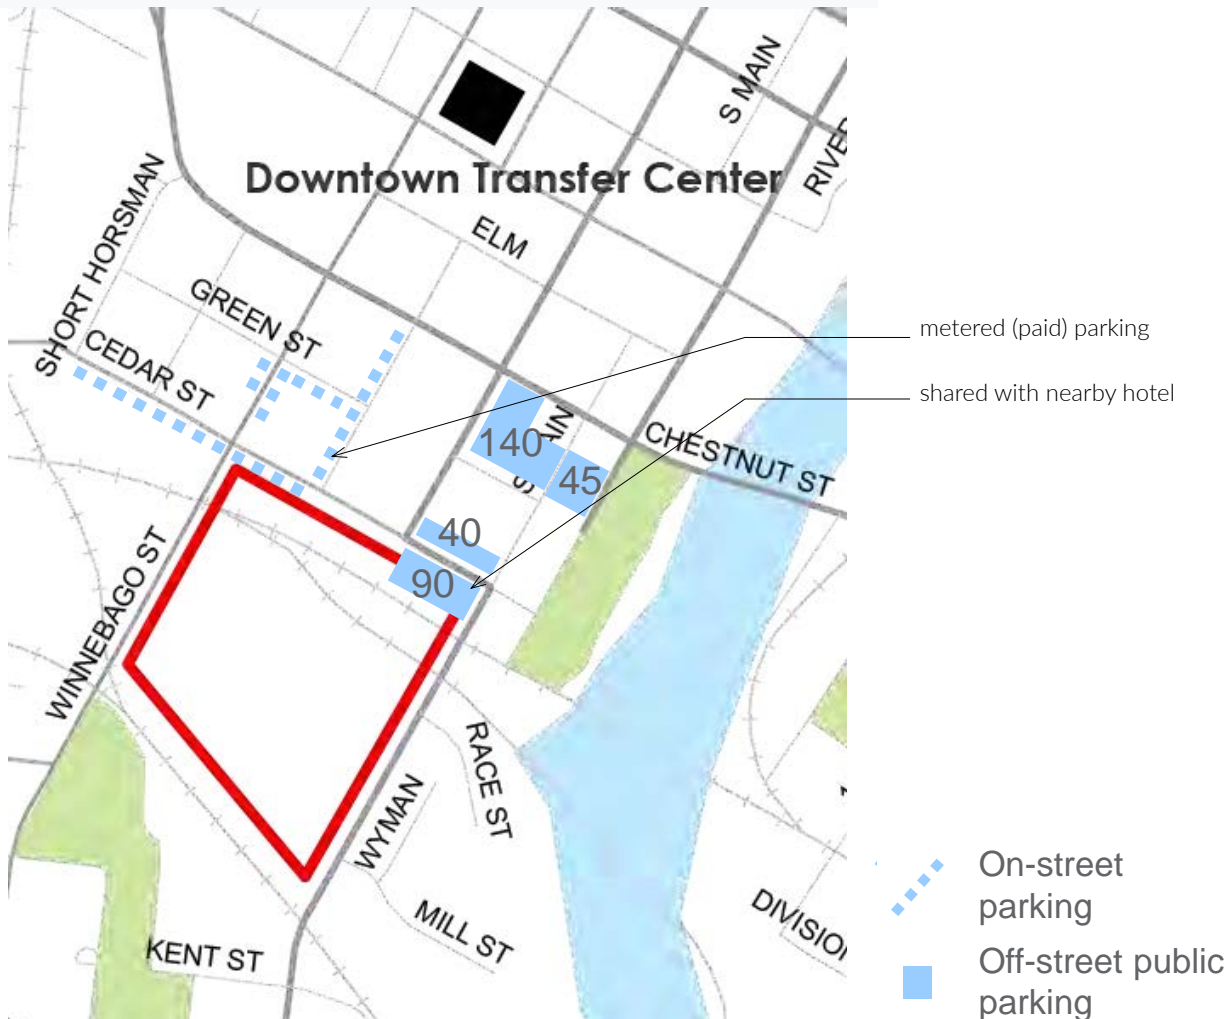 S MAIN
RIVER
Downtown Transfer Center
SHORT HORSMAN
ELM
GREEN ST
metered (paid) parking
CEDAR ST
shared with nearby hotel
140
45
CHESTNUT ST
40
90
WINNEBAGO ST
RACE ST
WYMAN
On-street
parking
MILL ST
DIVISIO
KENT ST
Off-street public
parking